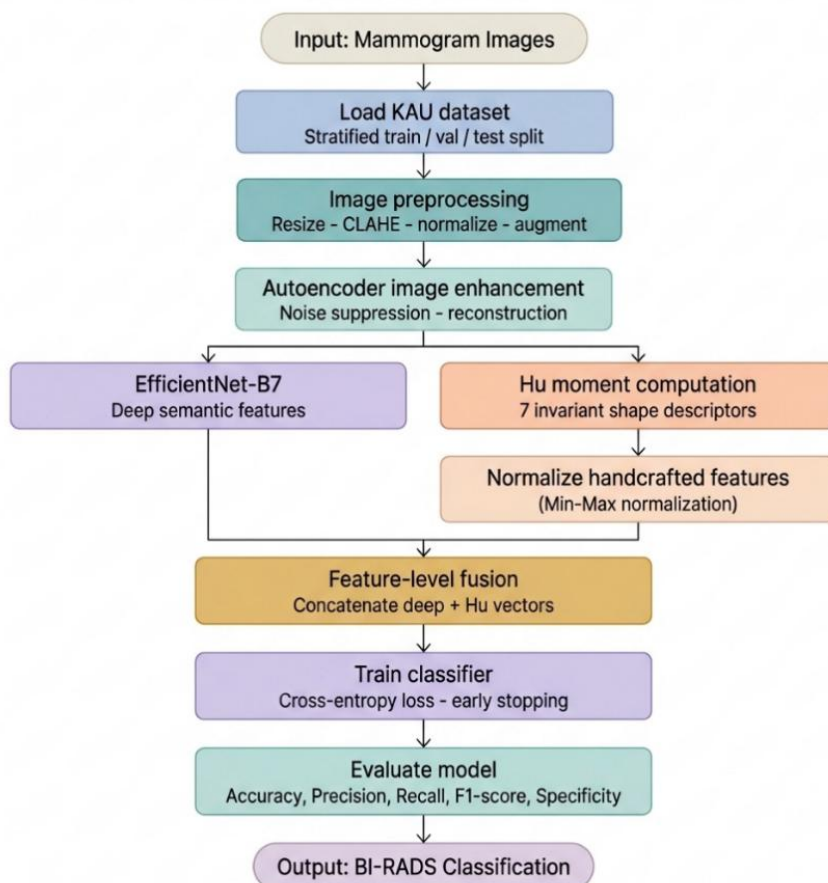 Input: Mammogram Images
Load KAU dataset
Stratified train / val / test split
Image preprocessing
Resize - CLAHE - normalize - augment
Autoencoder image enhancement
Noise suppression - reconstruction
EfficientNet-B7
Deep semantic features
Hu moment computation
7 invariant shape descriptors
Normalize handcrafted features
(Min-Max normalization)
Feature-level fusion
Concatenate deep + Hu vectors
Train classifier
Cross-entropy loss - early stopping
Evaluate model
Accuracy, Precision, Recall, F1-score, Specificity
Output: BI-RADS Classification